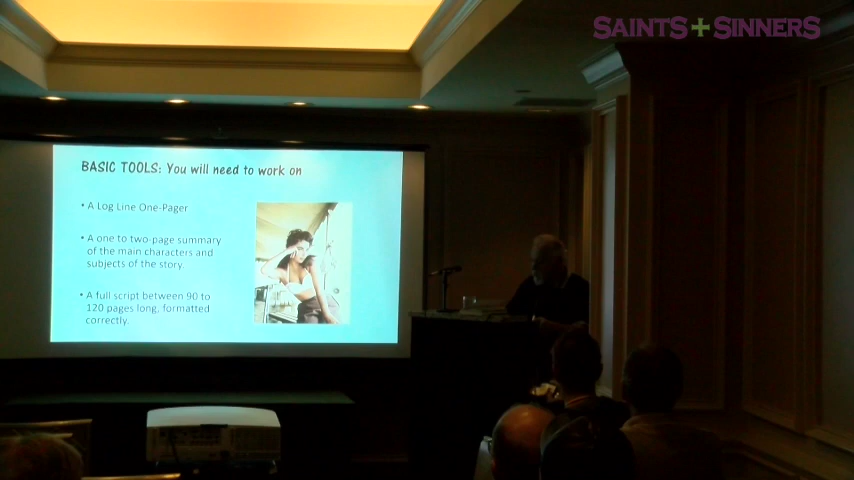 SAINTS+SINNERS
BASIC TOOLS: You will need to work on
• A Log Line One-Pager
• A one to two-page summary
of the main characters and
subjects of the story.
• A full script between 90 to
120 pages long, formatted
correctly.